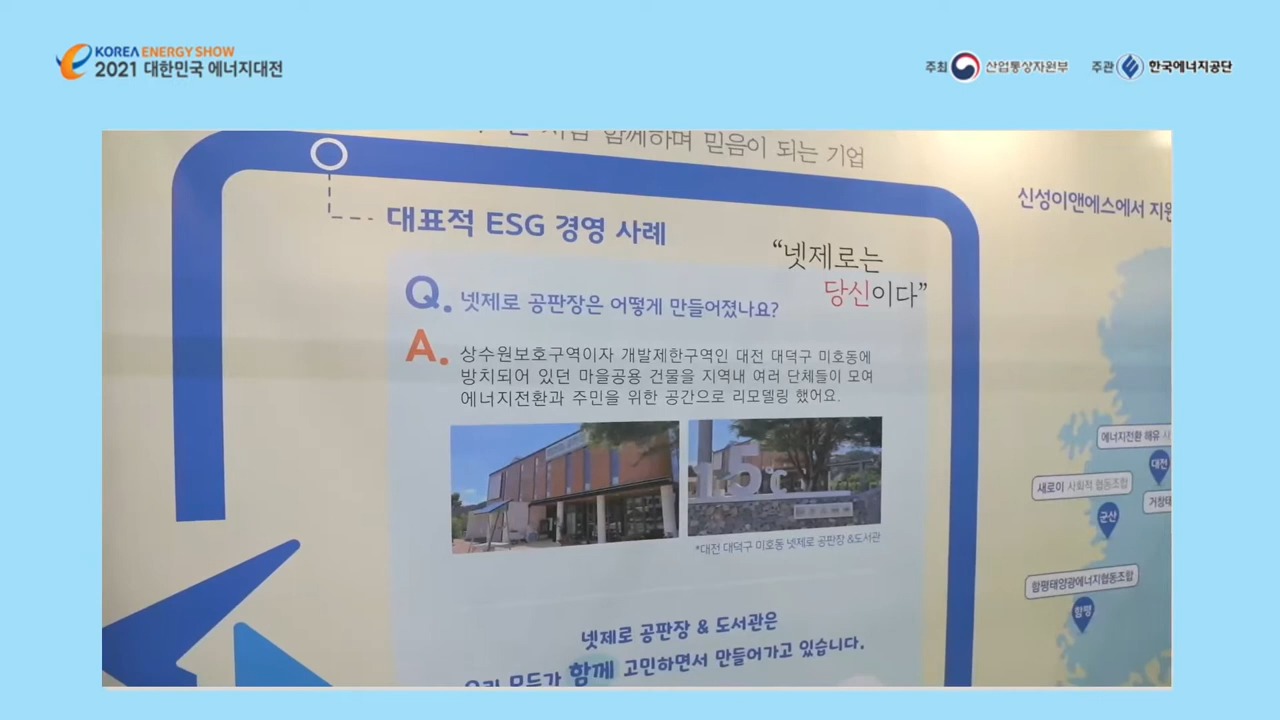 KOREA ENERGY SHOW
2021 대한민국 에너지대전
주최 산업통상자원부 주관 한국에너지공단
함께하며 믿음이 되는 기업
대표적 ESG 경영 사례
“넷제로는
당신이다”
Q. 넷제로 공판장은 어떻게 만들어졌나요?
A. 상수원보호구역이자 개발제한구역인 대전 대덕구 미호동에
방치되어 있던 마을공용 건물을 지역내 여러 단체들이 모여
에너지전환과 주민을 위한 공간으로 리모델링 했어요.
1.5℃
*대전 대덕구 미호동 넷제로 공판장 &도서관
넷제로 공판장 & 도서관은
모두가 함께 고민하면서 만들어가고 있습니다.
신성이앤에스에서 지원
에너지전환 해유
대전
새로이 사회적 협동조합
거창
군산
함평태양광에너지협동조합
함평